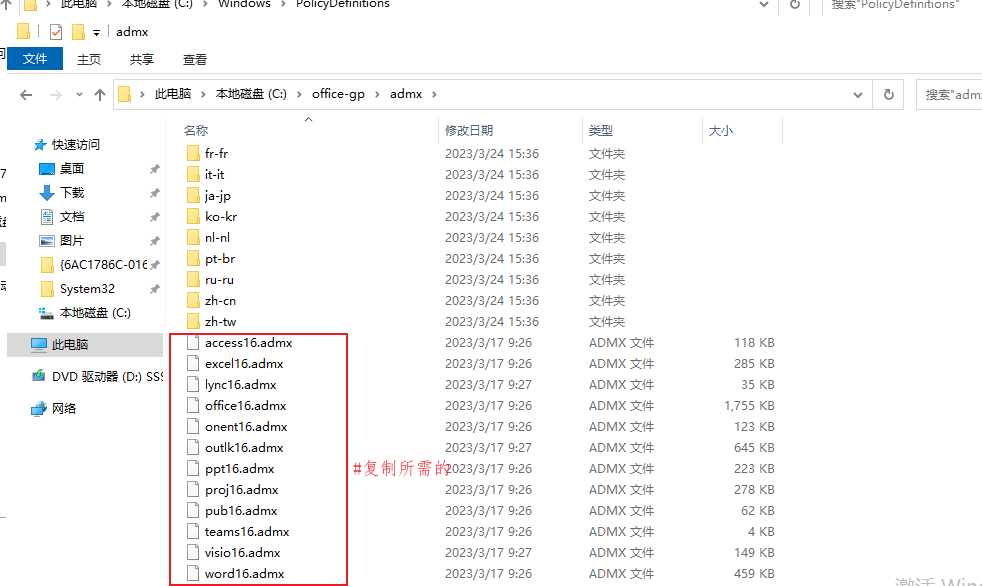 此电脑 > 本地磁盘 (C:) > Windows > PolicyDefinitions
搜索"PolicyDefinitions"
admx
文件 主页 共享 查看
此电脑 > 本地磁盘 (C:) > office-gp > admx >
搜索"adm
名称 修改日期 类型 大小
快速访问
桌面
下载
文档
图片
{6AC1786C-016
System32
本地磁盘 (C:)
此电脑
DVD 驱动器 (D:) SS
网络
fr-fr 2023/3/24 15:36 文件夹
it-it 2023/3/24 15:36 文件夹
ja-jp 2023/3/24 15:36 文件夹
ko-kr 2023/3/24 15:36 文件夹
nl-nl 2023/3/24 15:36 文件夹
pt-br 2023/3/24 15:36 文件夹
ru-ru 2023/3/24 15:36 文件夹
zh-cn 2023/3/24 15:36 文件夹
zh-tw 2023/3/24 15:36 文件夹
access16.admx 2023/3/17 9:26 ADMX 文件 118 KB
excel16.admx 2023/3/17 9:26 ADMX 文件 285 KB
lync16.admx 2023/3/17 9:27 ADMX 文件 35 KB
office16.admx 2023/3/17 9:26 ADMX 文件 1,755 KB
onent16.admx 2023/3/17 9:26 ADMX 文件 123 KB
outlk16.admx 2023/3/17 9:27 ADMX 文件 645 KB
ppt16.admx 2023/3/17 9:26 ADMX 文件 223 KB
#复制所需的
proj16.admx 2023/3/17 9:26 ADMX 文件 278 KB
pub16.admx 2023/3/17 9:26 ADMX 文件 62 KB
teams16.admx 2023/3/17 9:26 ADMX 文件 4 KB
visio16.admx 2023/3/17 9:27 ADMX 文件 149 KB
word16.admx 2023/3/17 9:26 ADMX 文件 459 KB
激活 Win